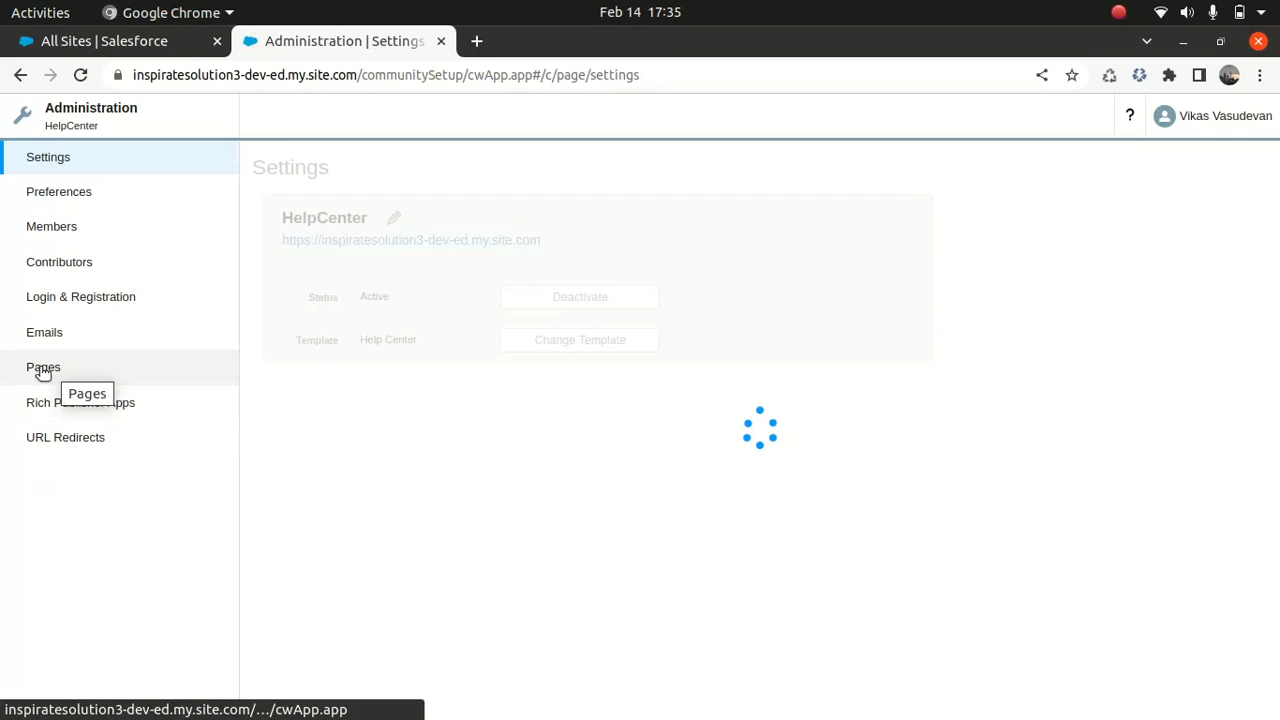 Activities
Google Chrome
Feb 14 17:35
All Sites | Salesforce
Administration | Settings
inspiratesolution3-dev-ed.my.site.com/communitySetup/cwApp.app#/c/page/settings
Administration
HelpCenter
?
Vikas Vasudevan
Settings
Preferences
Members
Contributors
Login & Registration
Emails
Pages
Pages
Rich Publisher Apps
URL Redirects
Settings
HelpCenter
https://inspiratesolution3-dev-ed.my.site.com
Status Active Deactivate
Template Help Center Change Template
inspiratesolution3-dev-ed.my.site.com/…/cwApp.app